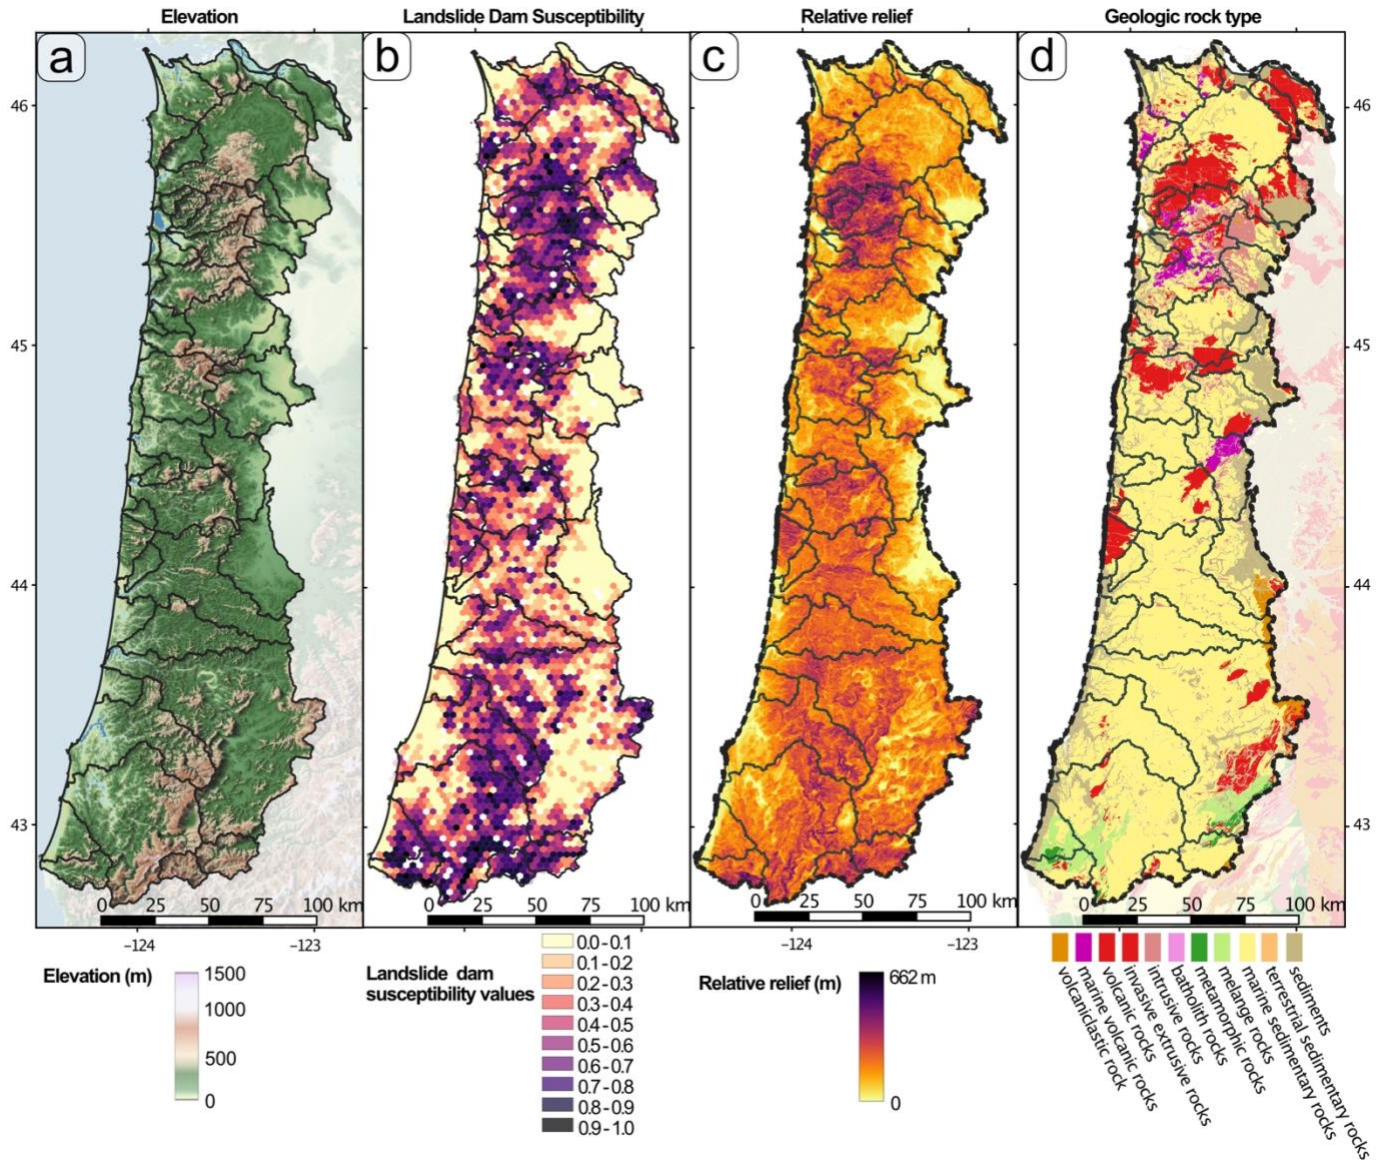 Elevation
Landslide Dam Susceptibility
Relative relief
Geologic rock type
a
b
c
d
46
46
45
45
44
44
43
43
0 25 50 75 100 km
0 25 50 75 100 km
0 25 50 75 100 km
0 25 50 75 100 km
−124 −123
−124 −123
Elevation (m)
1500
1000
500
0
Landslide dam
susceptibility values
0.0 - 0.1
0.1 - 0.2
0.2 - 0.3
0.3 - 0.4
0.4 - 0.5
0.5 - 0.6
0.6 - 0.7
0.7 - 0.8
0.8 - 0.9
0.9 - 1.0
Relative relief (m)
662 m
0
volcaniclastic rock
marine volcanic rocks
volcanic rocks
invasive extrusive rocks
intrusive rocks
batholith rocks
metamorphic rocks
melange rocks
marine sedimentary rocks
terrestrial sedimentary rocks
sediments